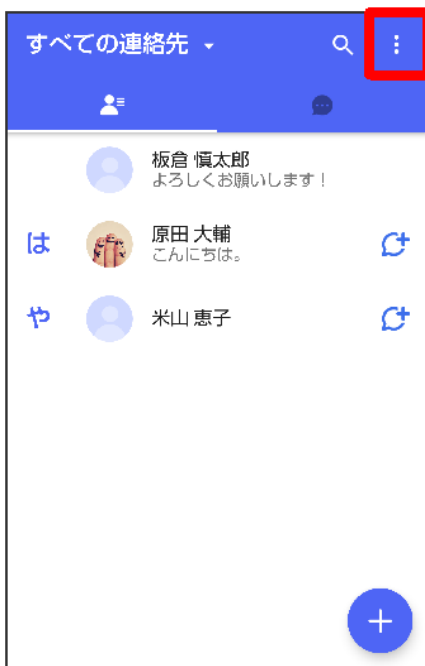 すべての連絡先
板倉 慎太郎
よろしくお願いします！
は
原田 大輔
こんにちは。
や
米山 恵子